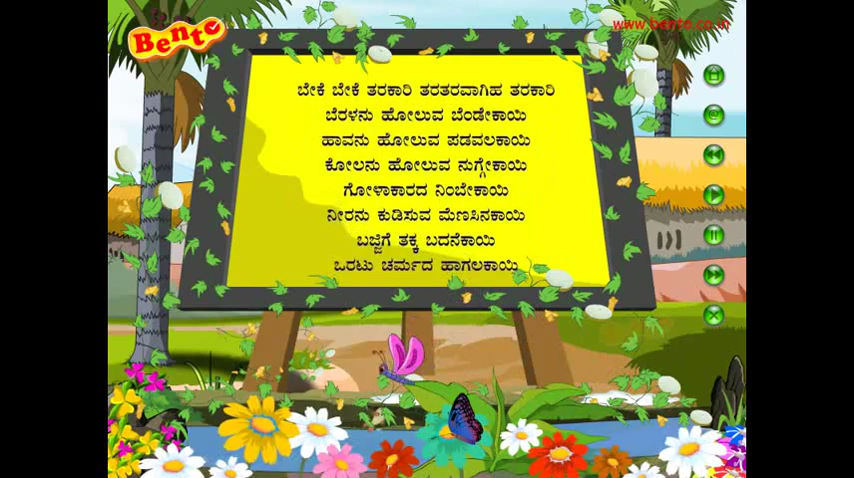 Bento
www.bento.co.in
ಬೇಕೆ ಬೇಕೆ ತರಕಾರಿ ತರತರವಾಗಿಹ ತರಕಾರಿ
ಬೆರಳನು ಹೋಲುವ ಬೆಂಡೇಕಾಯಿ
ಹಾವನು ಹೋಲುವ ಪಡವಲಕಾಯಿ
ಕೋಲನು ಹೋಲುವ ನುಗ್ಗೇಕಾಯಿ
ಗೋಳಾಕಾರದ ನಿಂಬೇಕಾಯಿ
ನೀರನು ಕುಡಿಸುವ ಮೆಣಸಿನಕಾಯಿ
ಬಜ್ಜಿಗೆ ತಕ್ಕ ಬದನೆಕಾಯಿ
ಒರಟು ಚರ್ಮದ ಹಾಗಲಕಾಯಿ